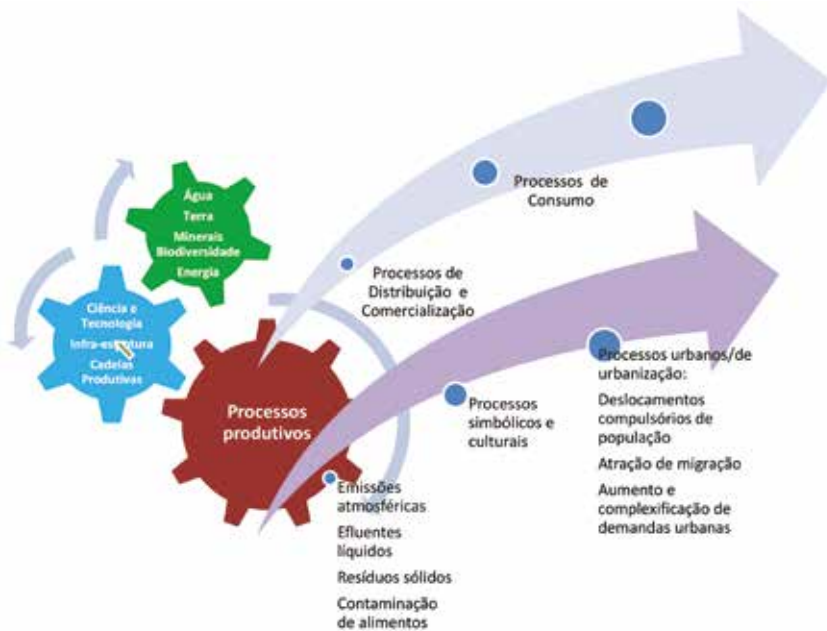 Água
Terra
Minerais
Biodiversidade
Energia
Ciência e
Tecnologia
Infra-estrutura
Cadeias
Produtivas
Processos
produtivos
Processos de
Distribuição e
Comercialização
Processos de
Consumo
Emissões
atmosféricas
Efluentes
líquidos
Resíduos sólidos
Contaminação
de alimentos
Processos
simbólicos e
culturais
Processos urbanos/de
urbanização:
Deslocamentos
compulsórios de
população
Atração de migração
Aumento e
complexificação de
demandas urbanas